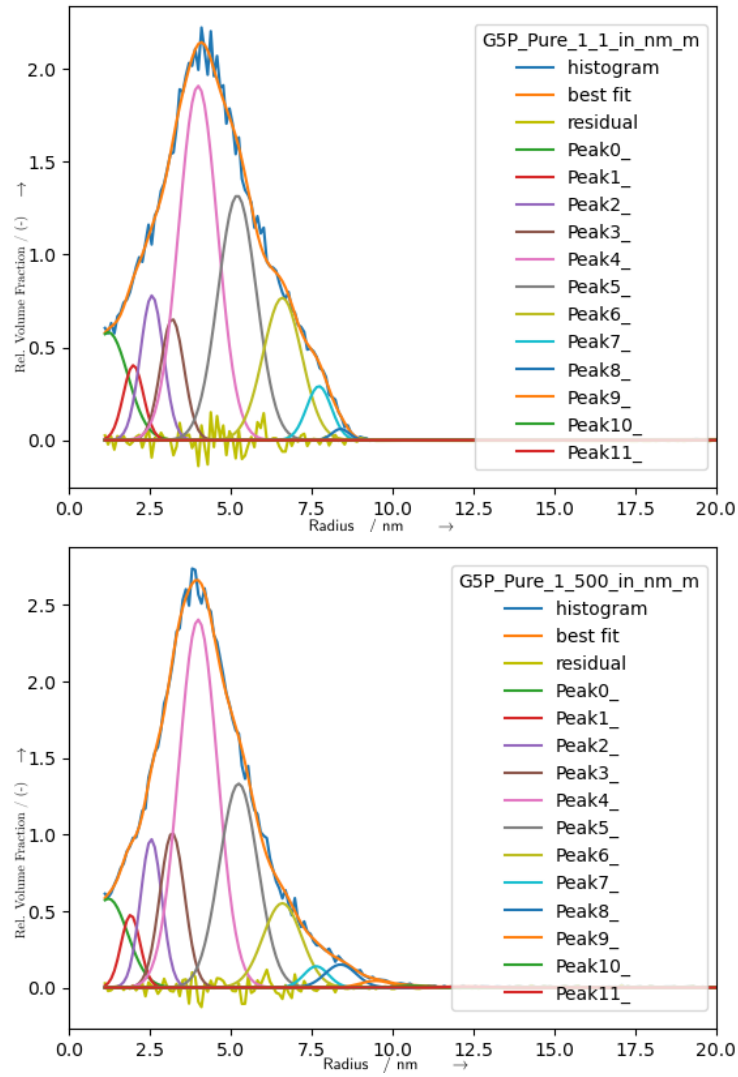 G5P_Pure_1_1_in_nm_m
histogram
best fit
residual
Peak0_
Peak1_
Peak2_
Peak3_
Peak4_
Peak5_
Peak6_
Peak7_
Peak8_
Peak9_
Peak10_
Peak11_
Rel. Volume Fraction / (-) →
2.0
1.5
1.0
0.5
0.0
0.0 2.5 5.0 7.5 10.0 12.5 15.0 17.5 20.0
Radius / nm →
G5P_Pure_1_500_in_nm_m
histogram
best fit
residual
Peak0_
Peak1_
Peak2_
Peak3_
Peak4_
Peak5_
Peak6_
Peak7_
Peak8_
Peak9_
Peak10_
Peak11_
Rel. Volume Fraction / (-) →
2.5
2.0
1.5
1.0
0.5
0.0
0.0 2.5 5.0 7.5 10.0 12.5 15.0 17.5 20.0
Radius / nm →